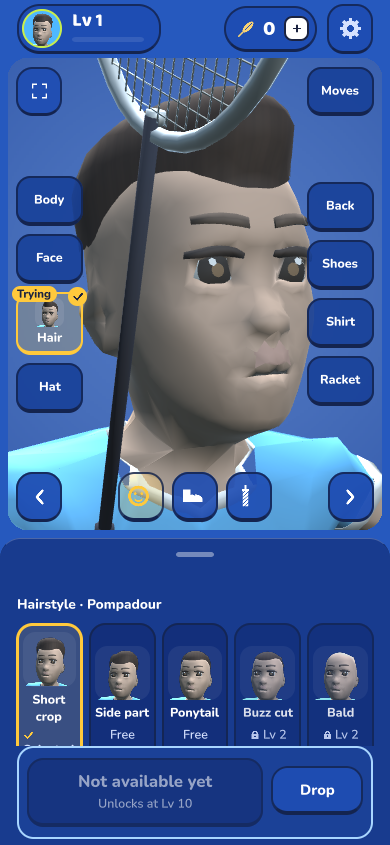 Lv 1
0
Moves
Body
Back
Face
Shoes
Trying
Hair
Shirt
Hat
Racket
Hairstyle · Pompadour
Short crop
Side part
Ponytail
Buzz cut
Bald
Free
Free
Lv 2
Lv 2
Not available yet
Unlocks at Lv 10
Drop